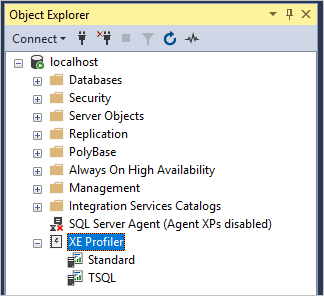 Object Explorer
Connect
localhost
Databases
Security
Server Objects
Replication
PolyBase
Always On High Availability
Management
Integration Services Catalogs
SQL Server Agent (Agent XPs disabled)
XE Profiler
Standard
TSQL